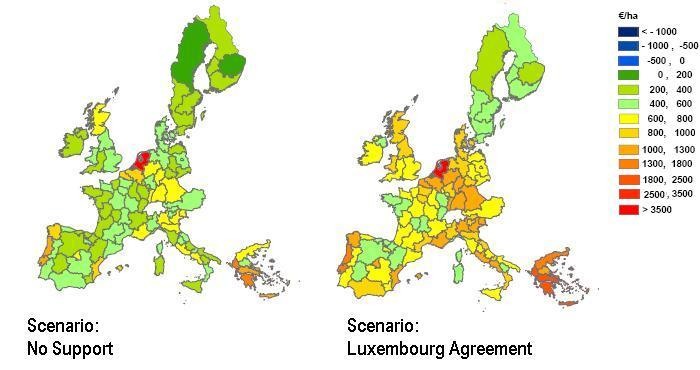 €/ha
< - 1000
- 1000 , -500
-500 , 0
0 , 200
200, 400
400, 600
600, 800
800, 1000
1000, 1300
1300, 1800
1800, 2500
2500, 3500
> 3500
Scenario:
No Support
Scenario:
Luxembourg Agreement